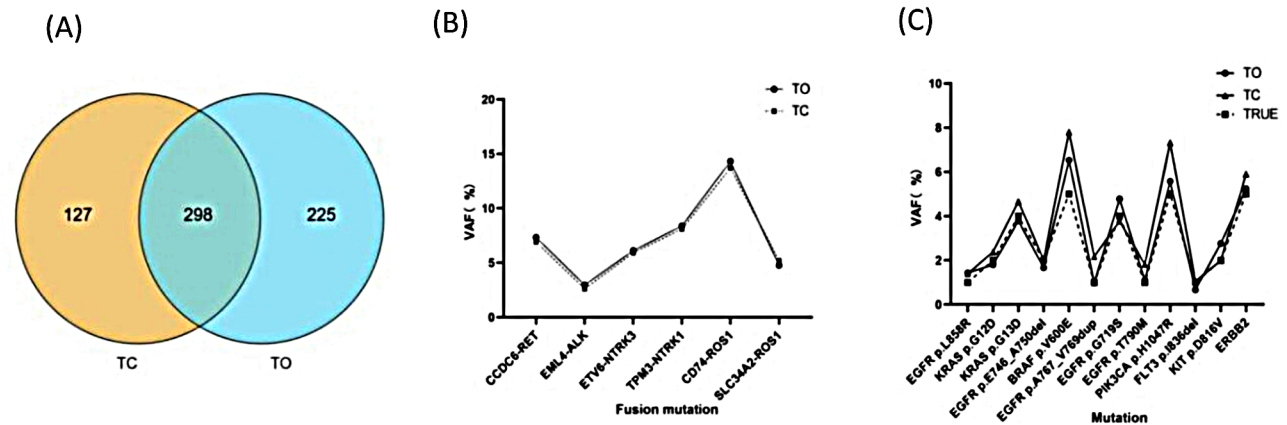 (A)
127
298
225
TC
TO
(B)
TO
TC
20
15
10
5
0
VAF( %)
CCDC6-RET
EML4-ALK
ETV6-NTRK3
TPM3-NTRK1
CD74-ROS1
SLC34A2-ROS1
Fusion mutation
(C)
TO
TC
TRUE
10
8
6
4
2
0
VAF( %)
EGFR p.L858R
KRAS p.G12D
KRAS p.G13D
EGFR p.E746_A750del
BRAF p.V600E
EGFR p.A767_V769dup
EGFR p.G719S
EGFR p.T790M
PIK3CA p.H1047R
FLT3 p.I836del
KIT p.D816V
ERBB2
Mutation